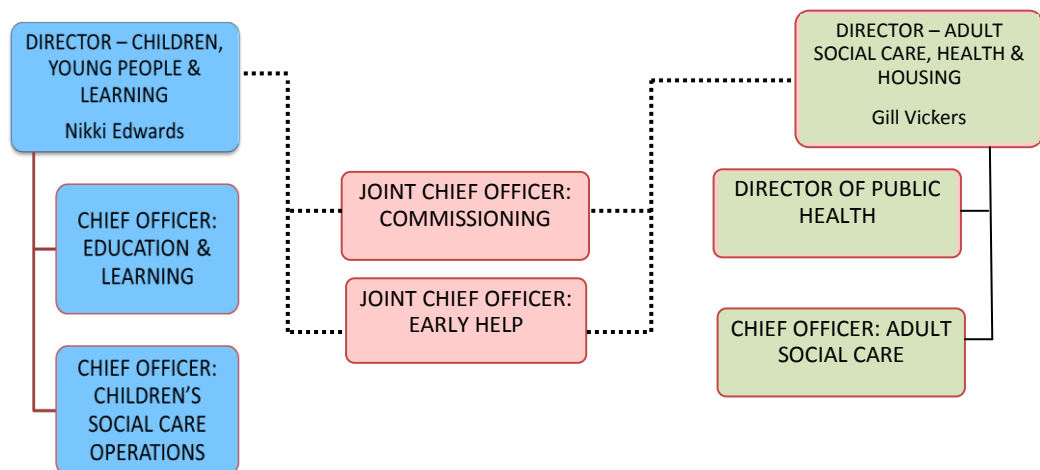 DIRECTOR – CHILDREN,
YOUNG PEOPLE &
LEARNING
Nikki Edwards
DIRECTOR – ADULT
SOCIAL CARE, HEALTH &
HOUSING
Gill Vickers
JOINT CHIEF OFFICER:
COMMISSIONING
DIRECTOR OF PUBLIC
HEALTH
CHIEF OFFICER:
EDUCATION &
LEARNING
JOINT CHIEF OFFICER:
EARLY HELP
CHIEF OFFICER: ADULT
SOCIAL CARE
CHIEF OFFICER:
CHILDREN’S
SOCIAL CARE
OPERATIONS